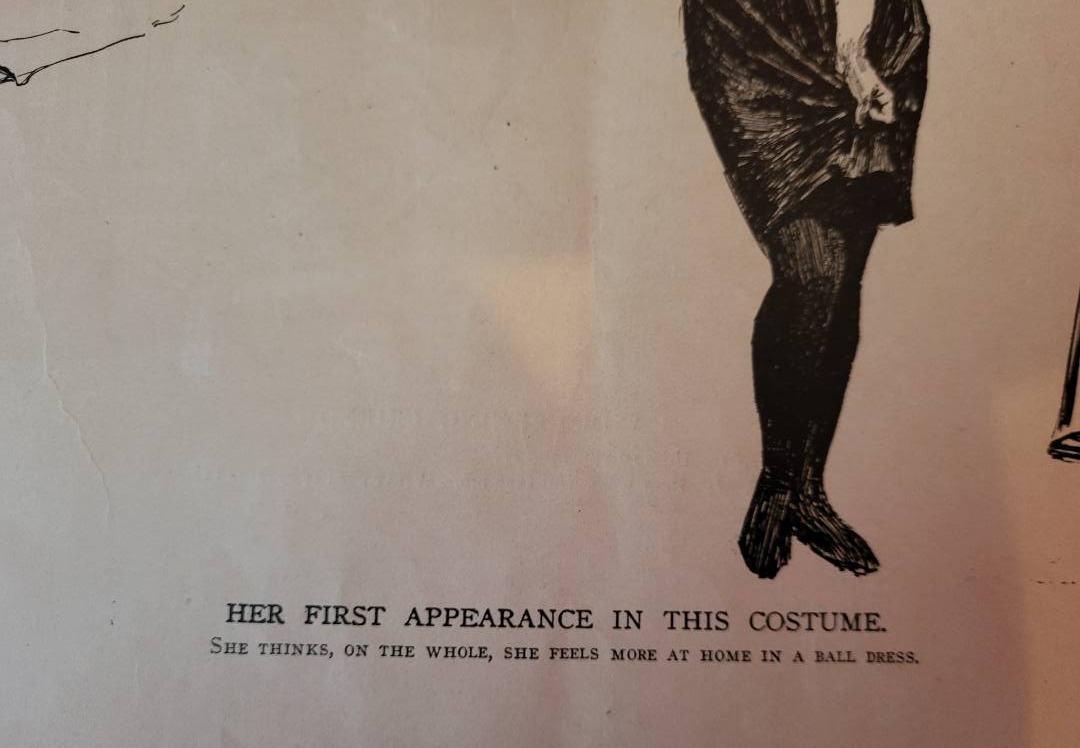 HER FIRST APPEARANCE IN THIS COSTUME.
SHE THINKS, ON THE WHOLE, SHE FEELS MORE AT HOME IN A BALL DRESS.